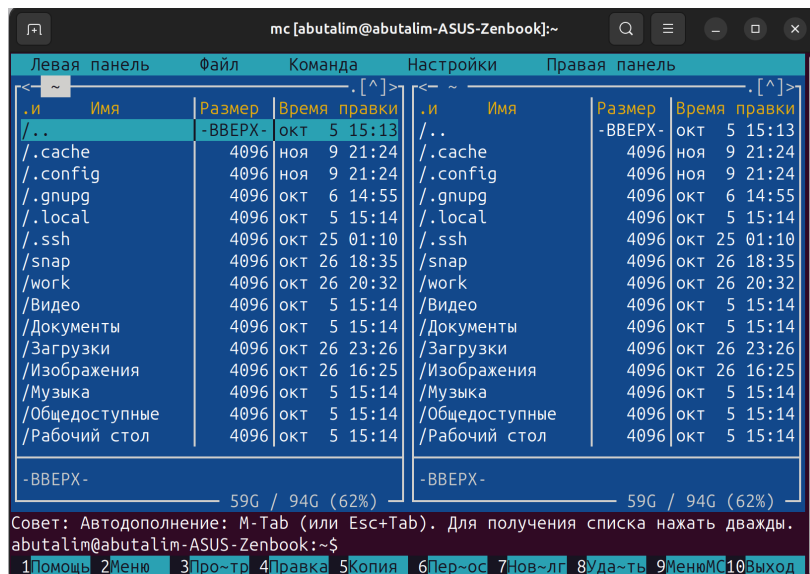 mc [abutalim@abutalim-ASUS-Zenbook]:~
Левая панель Файл Команда Настройки Правая панель
<- ~ .[^]> <- ~ .[^]>
.и Имя Размер Время правки .и Имя Размер Время правки
/.. -ВВЕРХ- окт 5 15:13 /.. -ВВЕРХ- окт 5 15:13
/.cache 4096 ноя 9 21:24 /.cache 4096 ноя 9 21:24
/.config 4096 ноя 9 21:24 /.config 4096 ноя 9 21:24
/.gnupg 4096 окт 6 14:55 /.gnupg 4096 окт 6 14:55
/.local 4096 окт 5 15:14 /.local 4096 окт 5 15:14
/.ssh 4096 окт 25 01:10 /.ssh 4096 окт 25 01:10
/snap 4096 окт 26 18:35 /snap 4096 окт 26 18:35
/work 4096 окт 26 20:32 /work 4096 окт 26 20:32
/Видео 4096 окт 5 15:14 /Видео 4096 окт 5 15:14
/Документы 4096 окт 5 15:14 /Документы 4096 окт 5 15:14
/Загрузки 4096 окт 26 23:26 /Загрузки 4096 окт 26 23:26
/Изображения 4096 окт 26 16:25 /Изображения 4096 окт 26 16:25
/Музыка 4096 окт 5 15:14 /Музыка 4096 окт 5 15:14
/Общедоступные 4096 окт 5 15:14 /Общедоступные 4096 окт 5 15:14
/Рабочий стол 4096 окт 5 15:14 /Рабочий стол 4096 окт 5 15:14
-ВВЕРХ- -ВВЕРХ-
59G / 94G (62%) 59G / 94G (62%)
Совет: Автодополнение: M-Tab (или Esc+Tab). Для получения списка нажать дважды.
abutalim@abutalim-ASUS-Zenbook:~$
1Помощь 2Меню 3Про~тр 4Правка 5Копия 6Пер~ос 7Нов~лг 8Уда~ть 9МенюMC 10Выход